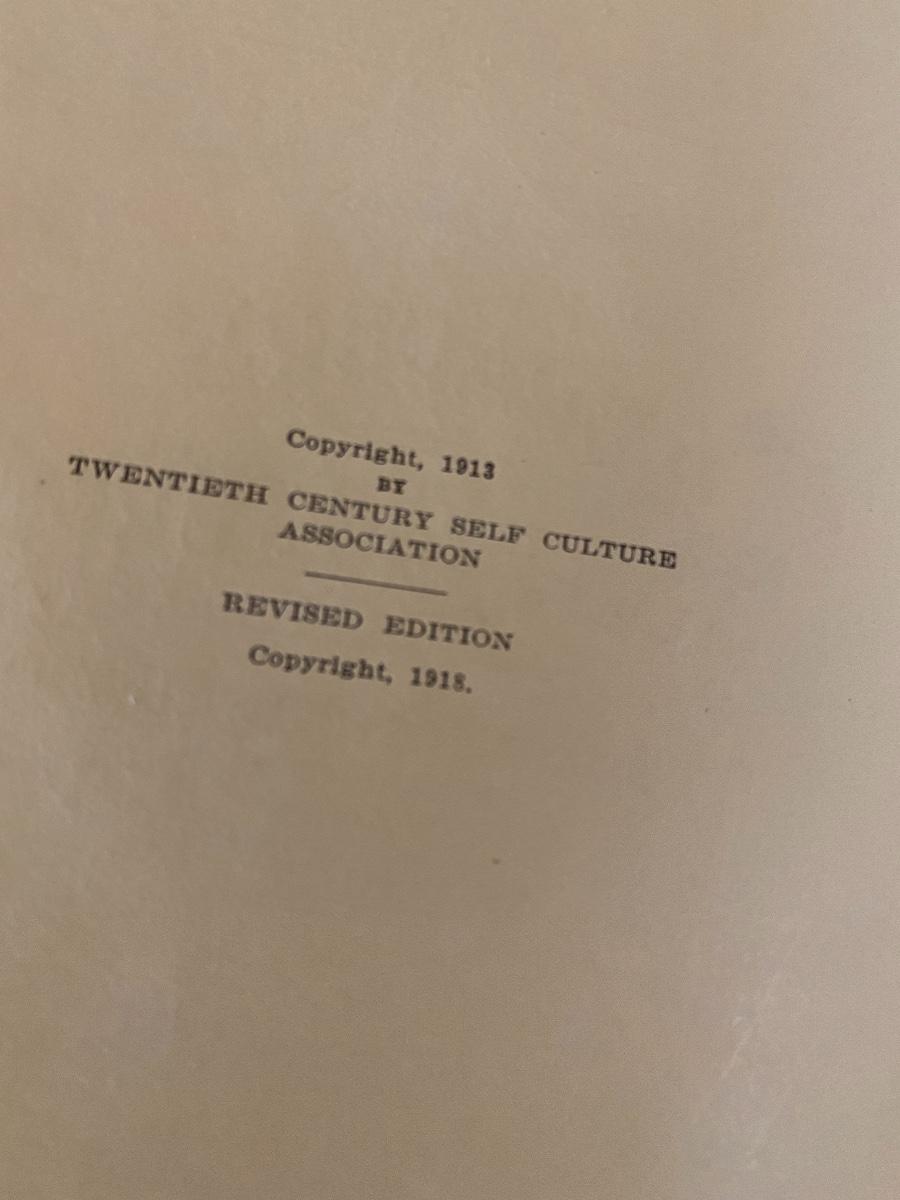 Copyright, 1913
BY
TWENTIETH CENTURY SELF CULTURE
ASSOCIATION
REVISED EDITION
Copyright, 1918.